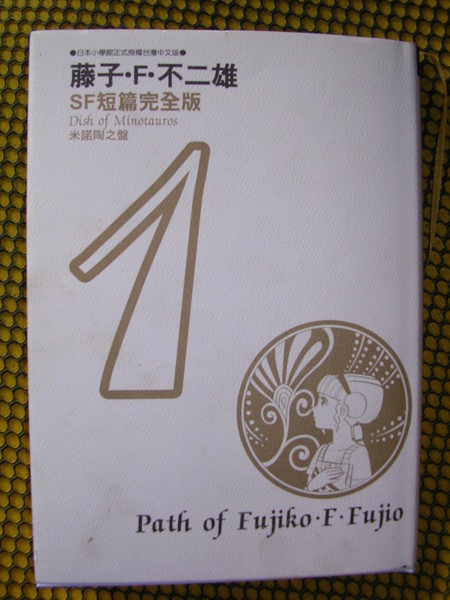 ●日本小學館正式授權台灣中文版●
藤子・F・不二雄
SF短篇完全版
Dish of Minotauros
米諾陶之盤
1
Path of Fujiko・F・Fujio